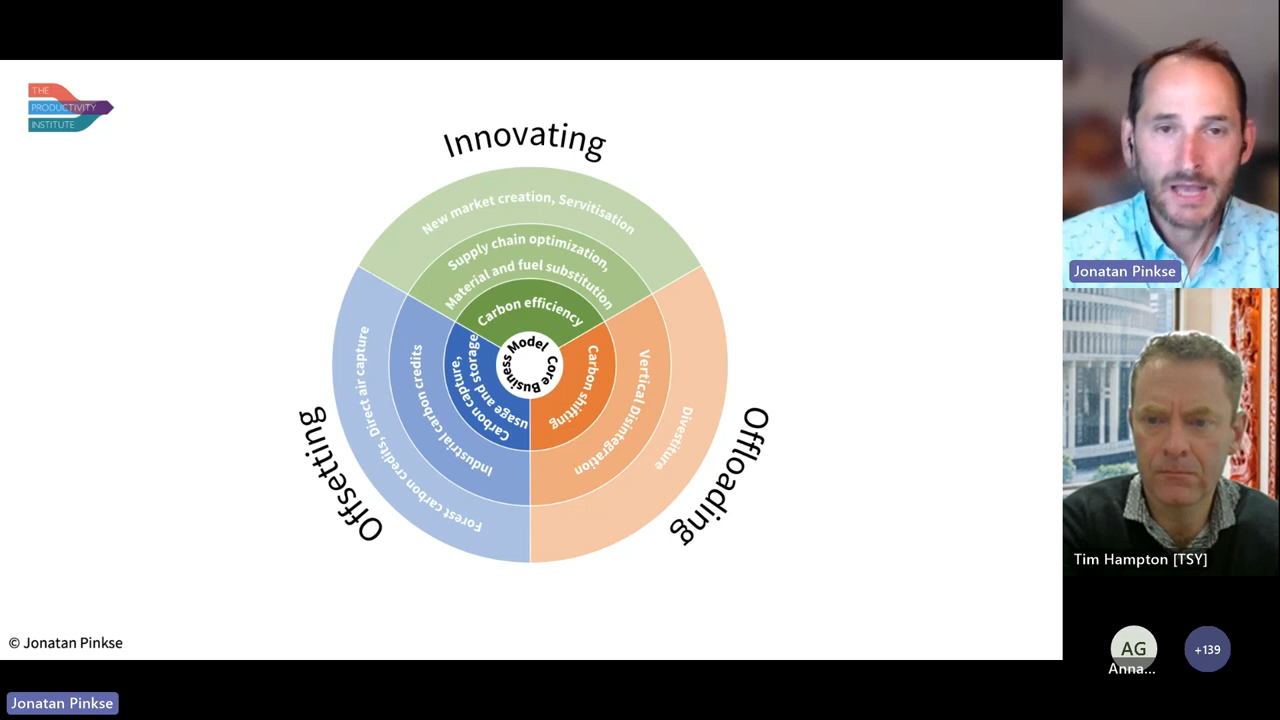 THE
PRODUCTIVITY
INSTITUTE
Innovating
New market creation, Servitisation
Supply chain optimization,
Material and fuel substitution
Carbon efficiency
Core Business Model
Carbon capture,
usage and storage
Industrial carbon credits
Forest carbon credits, Direct air capture
Offsetting
Carbon shifting
Vertical Disintegration
Divestiture
Offloading
© Jonatan Pinkse
Jonatan Pinkse
Jonatan Pinkse
Tim Hampton [TSY]
AG
Anna...
+139